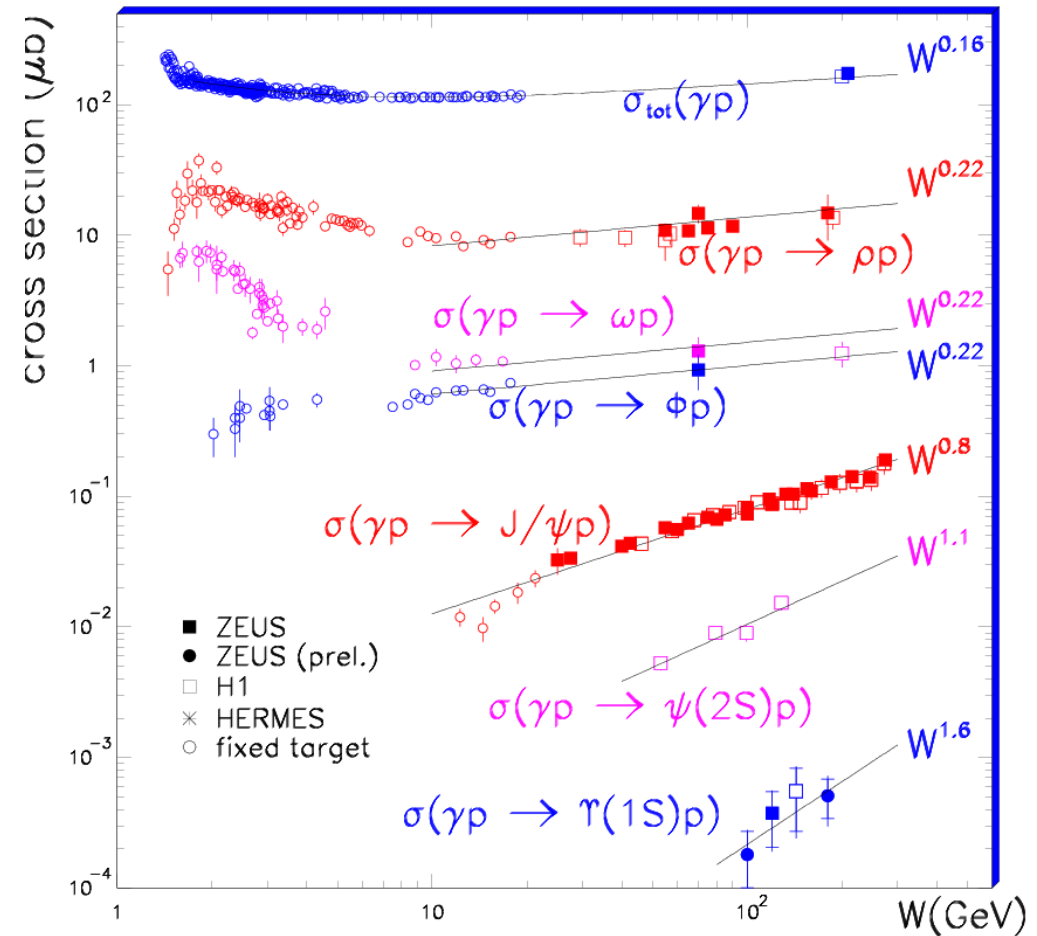 cross section (μb)
W^0.16
10^2
σ_tot(γp)
W^0.22
10
σ(γp → ρp)
W^0.22
σ(γp → ωp)
1
W^0.22
σ(γp → Φp)
W^0.8
10^-1
σ(γp → J/ψp)
W^1.1
10^-2
ZEUS
ZEUS (prel.)
H1
HERMES
fixed target
σ(γp → ψ(2S)p)
10^-3
W^1.6
σ(γp → ϒ(1S)p)
10^-4
1
10
10^2
W(GeV)